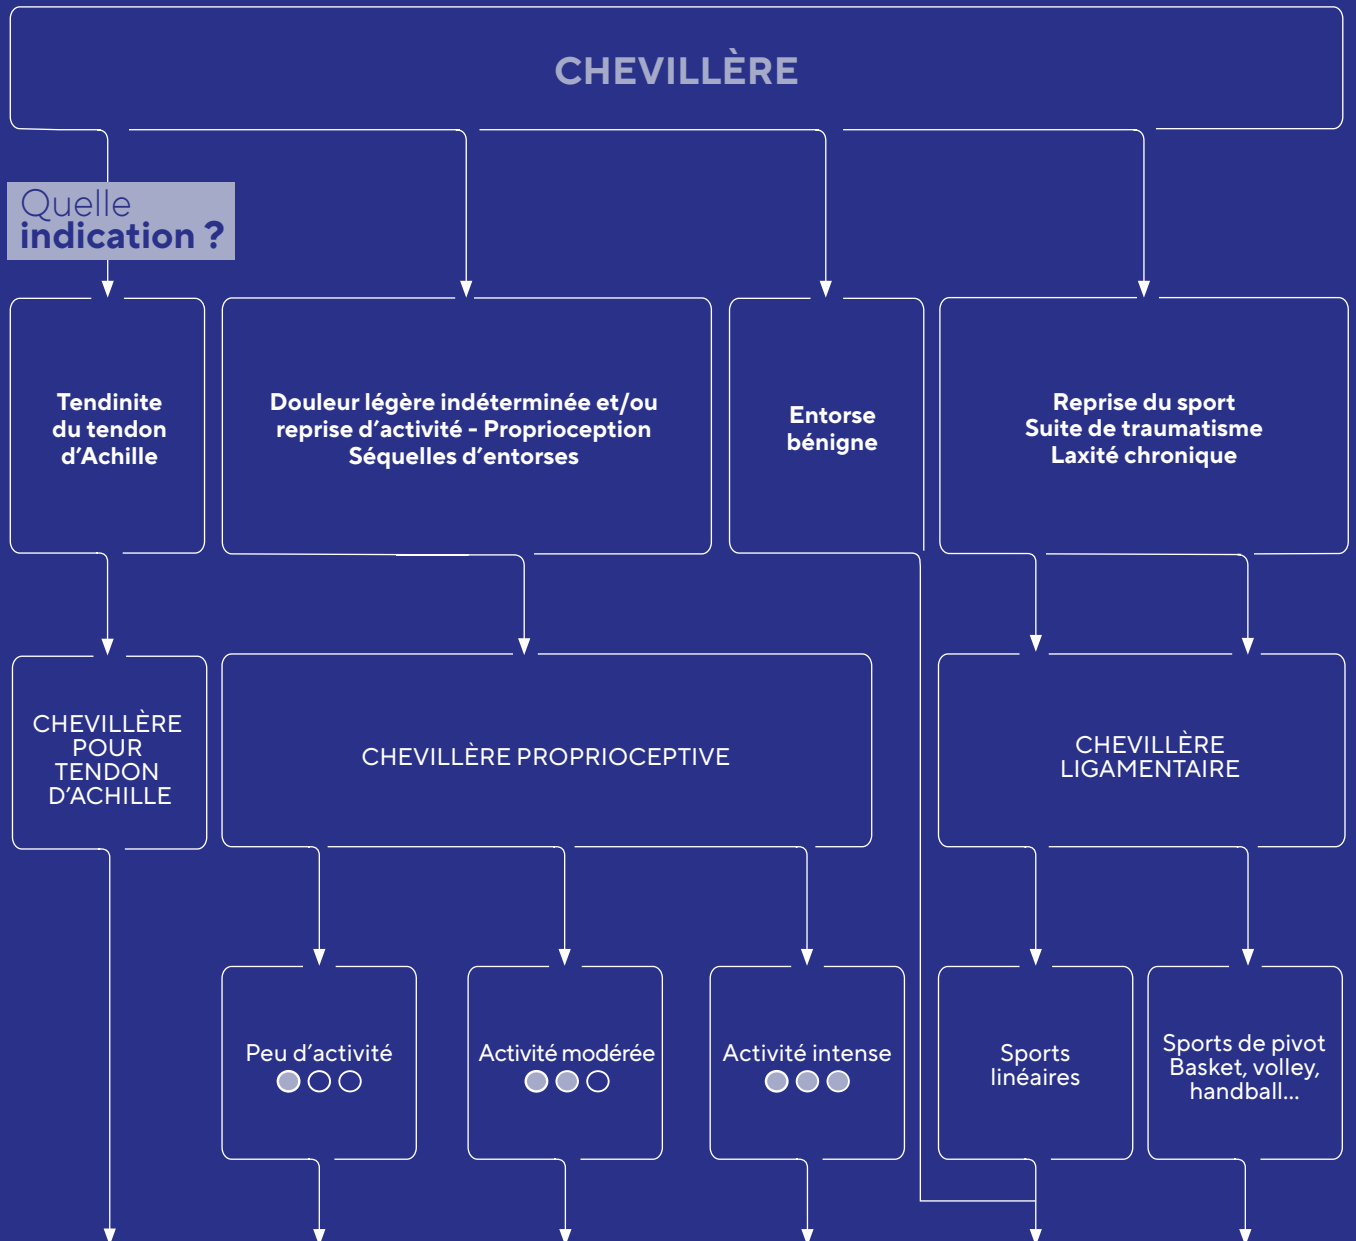 CHEVILLÈRE
Quelle
indication ?
Tendinite
du tendon
d'Achille
Douleur légère indéterminée et/ou
reprise d'activité - Proprioception
Séquelles d'entorses
Entorse
bénigne
Reprise du sport
Suite de traumatisme
Laxité chronique
CHEVILLÈRE
POUR
TENDON
D'ACHILLE
CHEVILLÈRE PROPRIOCEPTIVE
CHEVILLÈRE
LIGAMENTAIRE
Peu d'activité
Activité modérée
Activité intense
Sports
linéaires
Sports de pivot
Basket, volley,
handball...